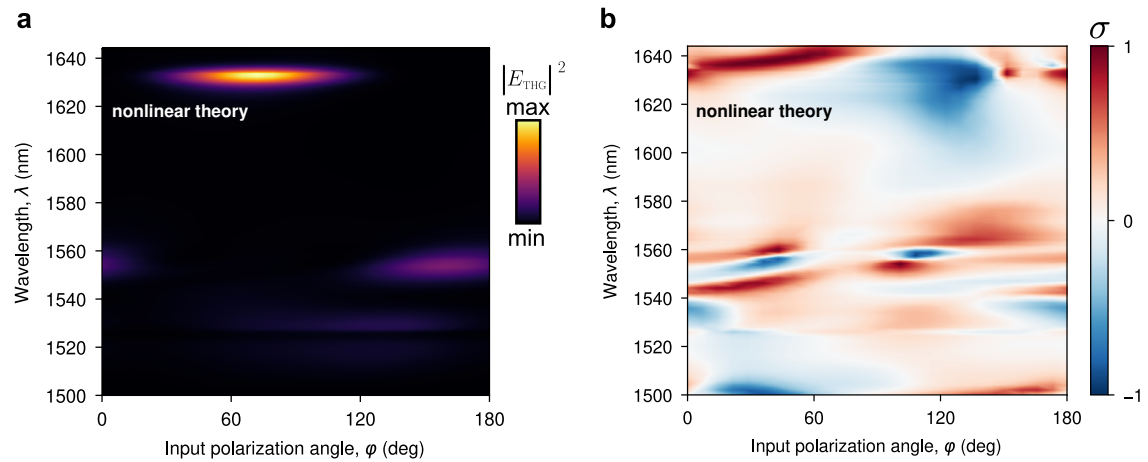 a
1640
1620
1600
1580
1560
1540
1520
1500
Wavelength, λ (nm)
nonlinear theory
0
60
120
180
Input polarization angle, φ (deg)
|E_THG|²
max
min
b
1640
1620
1600
1580
1560
1540
1520
1500
Wavelength, λ (nm)
nonlinear theory
0
60
120
180
Input polarization angle, φ (deg)
σ
1
0
−1